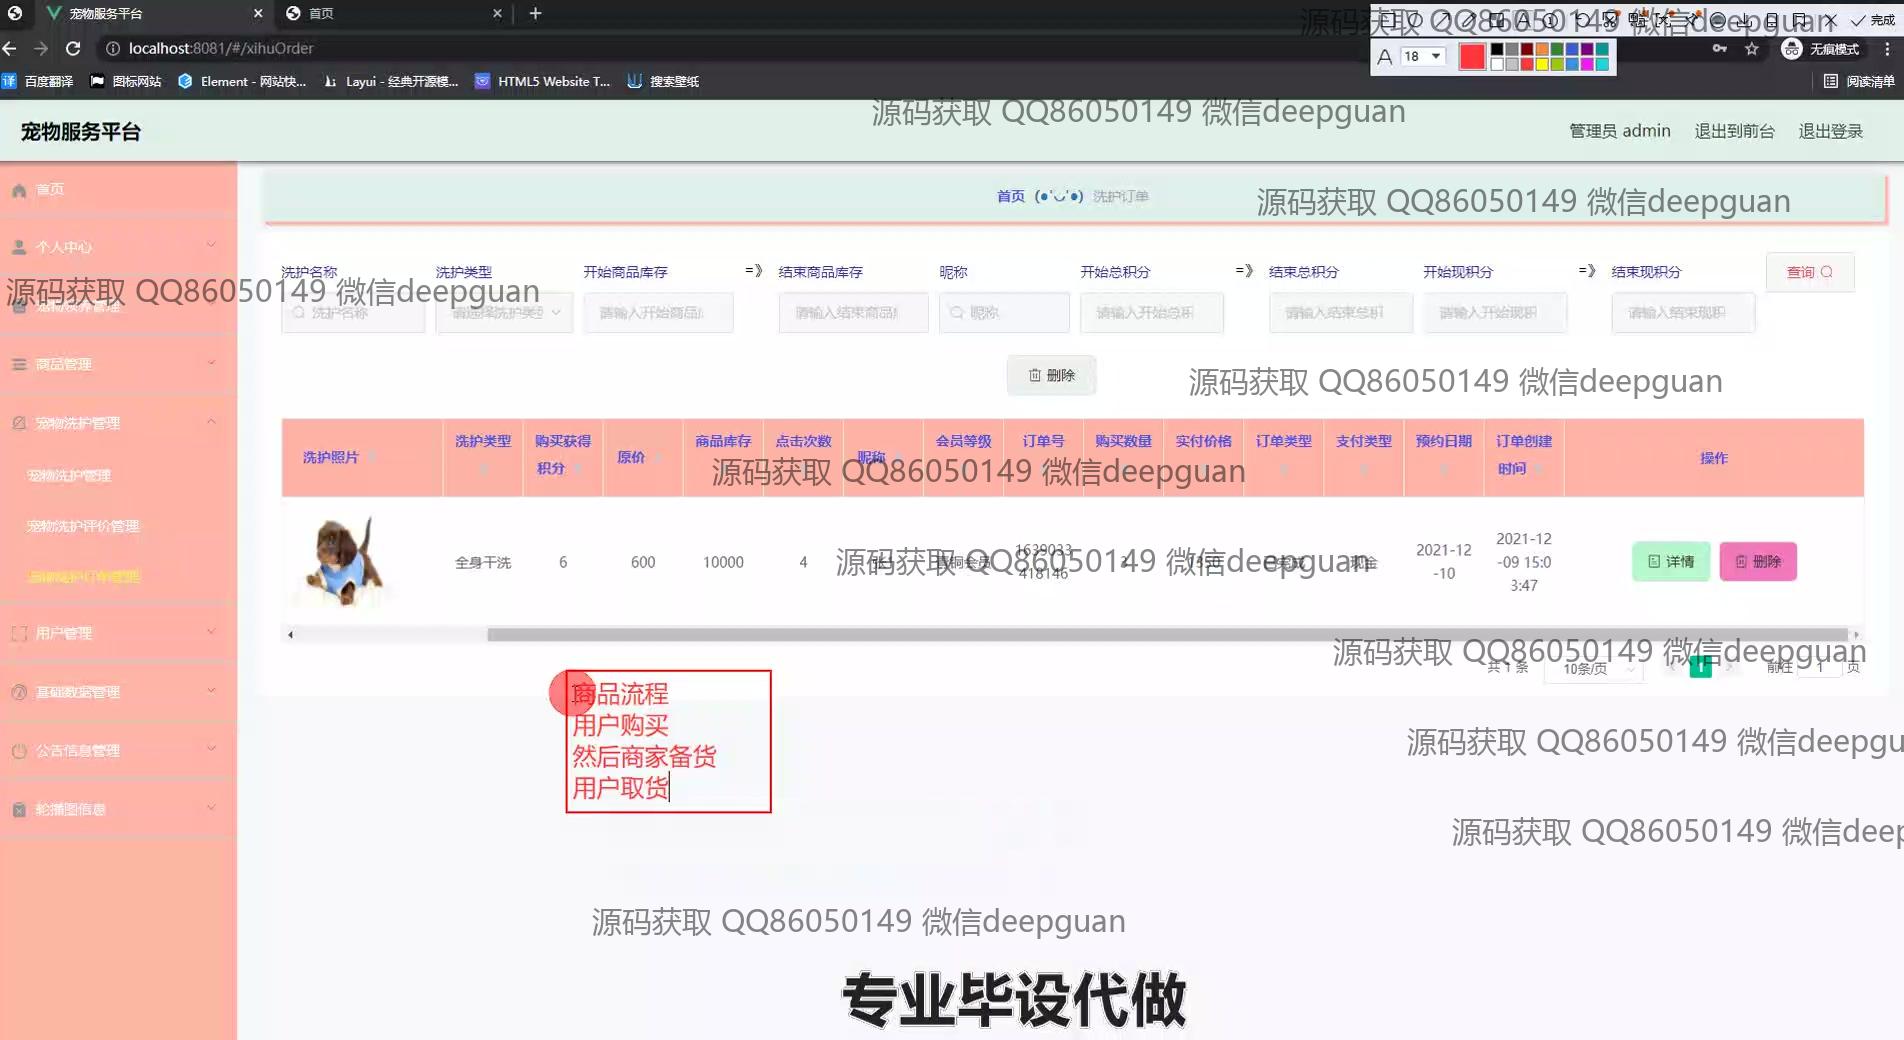 宠物服务平台
首页
源码获取 QQ86050149 微信deepguan
完成
localhost:8081/#/xihuOrder
A 18
无痕模式
百度翻译 图标网站 Element - 网站快... Layui - 经典开源模... HTML5 Website T... 搜索壁纸
阅读清单
源码获取 QQ86050149 微信deepguan
宠物服务平台
管理员 admin 退出到前台 退出登录
首页
首页 (●'◡'●) 洗护订单
源码获取 QQ86050149 微信deepguan
个人中心
洗护名称 洗护类型 开始商品库存 =》 结束商品库存 昵称 开始总积分 =》 结束总积分 开始现积分 =》 结束现积分 查询
源码获取 QQ86050149 微信deepguan
洗护名称 请选择洗护类型 请输入开始商品 请输入结束商品 昵称 请输入开始总积 请输入结束总积 请输入开始现积 请输入结束现积
商品管理
删除
源码获取 QQ86050149 微信deepguan
宠物洗护管理
宠物洗护管理
宠物洗护评价管理
宠物洗护订单管理
用户管理
基础数据管理
公告信息管理
轮播图信息
洗护照片 洗护类型 购买获得积分 原价 商品库存 点击次数 昵称 会员等级 订单号 购买数量 实付价格 订单类型 支付类型 预约日期 订单创建时间 操作
源码获取 QQ86050149 微信deepguan
全身干洗 6 600 10000 4 1639033418146 现金 2021-12-10 2021-12-09 15:03:47 详情 删除
源码获取 QQ86050149 微信deepguan
源码获取 QQ86050149 微信deepguan
共 1 条 10条/页 1 前往 1 页
商品流程
用户购买
然后商家备货
用户取货
源码获取 QQ86050149 微信deepgu
源码获取 QQ86050149 微信deep
源码获取 QQ86050149 微信deepguan
专业毕设代做